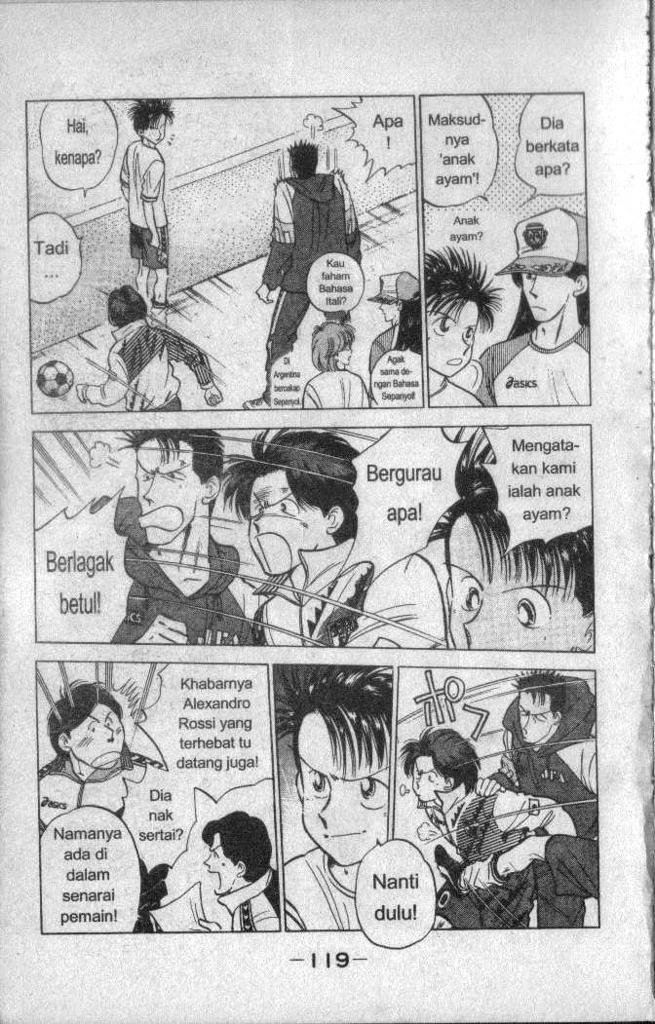 Dia
berkata
apa?
Maksud-
nya
'anak
ayam'!
Anak
ayam?
asics
Apa
!
Kau
faham
Bahasa
Itali?
Agak
sama de-
ngan Bahasa
Sepanyol!
Di
Argentina
bercakap
Sepanyol.
Hai,
kenapa?
Tadi
...
Mengata-
kan kami
ialah anak
ayam?
Bergurau
apa!
Berlagak
betul!
Nanti
dulu!
Khabarnya
Alexandro
Rossi yang
terhebat tu
datang juga!
Dia
nak
sertai?
asics
Namanya
ada di
dalam
senarai
pemain!
–119–